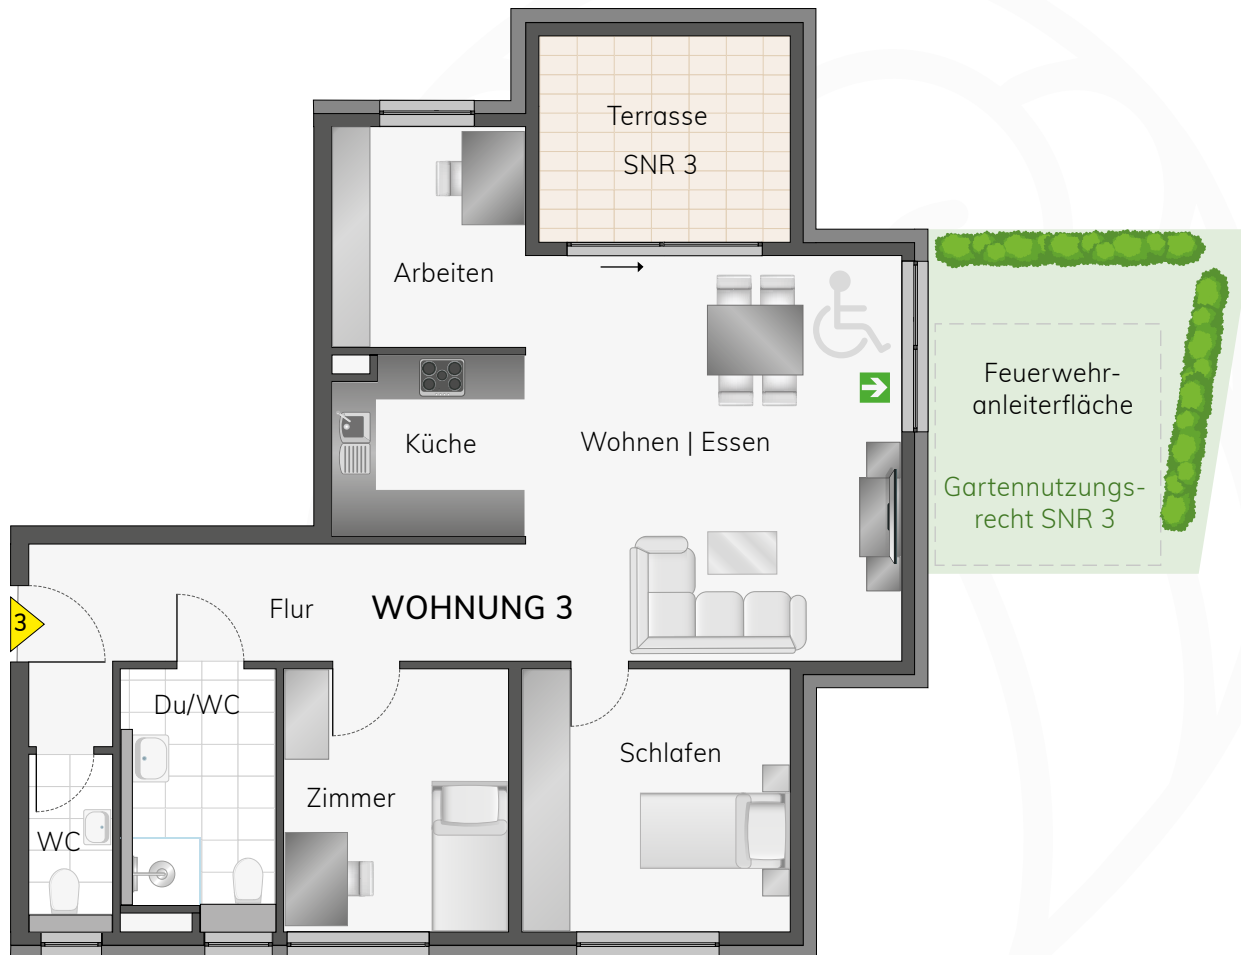 Terrasse
SNR 3
Arbeiten
Feuerwehr-
anleiterfläche
Küche
Wohnen | Essen
Gartennutzungs-
recht SNR 3
3
Flur
WOHNUNG 3
Du/WC
Schlafen
Zimmer
WC